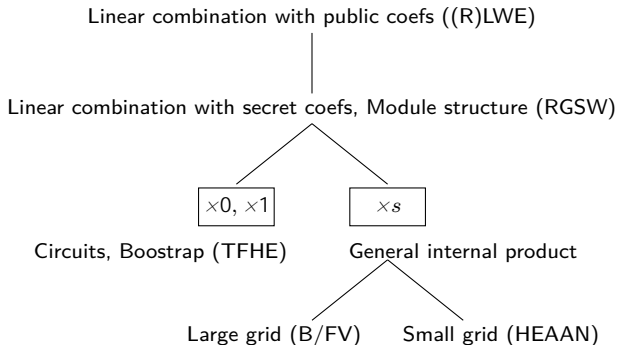 Linear combination with public coefs ((R)LWE)
Linear combination with secret coefs, Module structure (RGSW)
×0, ×1
×s
Circuits, Boostrap (TFHE)
General internal product
Large grid (B/FV)
Small grid (HEAAN)